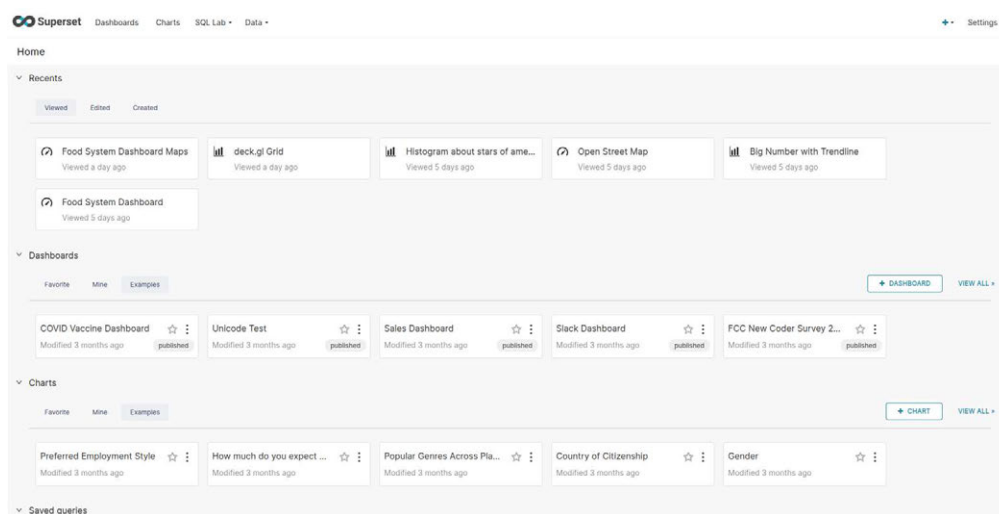 Superset Dashboards Charts SQL Lab Data Settings
Home
Recents
Viewed Edited Created
Food System Dashboard Maps
Viewed a day ago
deck.gl Grid
Viewed a day ago
Histogram about stars of ame...
Viewed 5 days ago
Open Street Map
Viewed 5 days ago
Big Number with Trendline
Viewed 5 days ago
Food System Dashboard
Viewed 5 days ago
Dashboards
Favorite Mine Examples + DASHBOARD VIEW ALL »
COVID Vaccine Dashboard
Modified 3 months ago published
Unicode Test
Modified 3 months ago published
Sales Dashboard
Modified 3 months ago published
Slack Dashboard
Modified 3 months ago published
FCC New Coder Survey 2...
Modified 3 months ago published
Charts
Favorite Mine Examples + CHART VIEW ALL »
Preferred Employment Style
Modified 3 months ago
How much do you expect ...
Modified 3 months ago
Popular Genres Across Pla...
Modified 3 months ago
Country of Citizenship
Modified 3 months ago
Gender
Modified 3 months ago
Saved queries